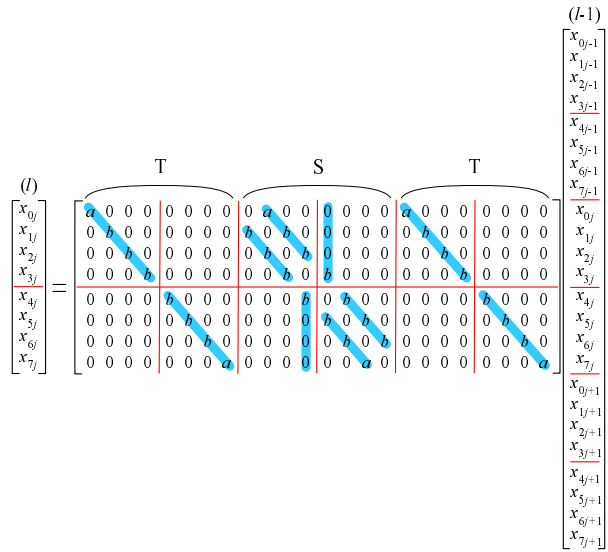 (l-1)
x0j-1
x1j-1
x2j-1
x3j-1
x4j-1
x5j-1
x6j-1
x7j-1
x0j
x1j
x2j
x3j
x4j
x5j
x6j
x7j
x0j+1
x1j+1
x2j+1
x3j+1
x4j+1
x5j+1
x6j+1
x7j+1
T S T
(l)
x0j
x1j
x2j
x3j
x4j
x5j
x6j
x7j
=
a 0 0 0 0 0 0 0 0 a 0 0 0 0 0 0 a 0 0 0 0 0 0 0
0 b 0 0 0 0 0 0 b 0 b 0 0 0 0 0 0 b 0 0 0 0 0 0
0 0 b 0 0 0 0 0 0 b 0 b 0 0 0 0 0 0 b 0 0 0 0 0
0 0 0 b 0 0 0 0 0 0 b 0 b 0 0 0 0 0 0 b 0 0 0 0
0 0 0 0 b 0 0 0 0 0 0 b 0 b 0 0 0 0 0 0 b 0 0 0
0 0 0 0 0 b 0 0 0 0 0 0 b 0 b 0 0 0 0 0 0 b 0 0
0 0 0 0 0 0 b 0 0 0 0 0 0 b 0 b 0 0 0 0 0 0 b 0
0 0 0 0 0 0 0 a 0 0 0 0 0 0 a 0 0 0 0 0 0 0 0 a